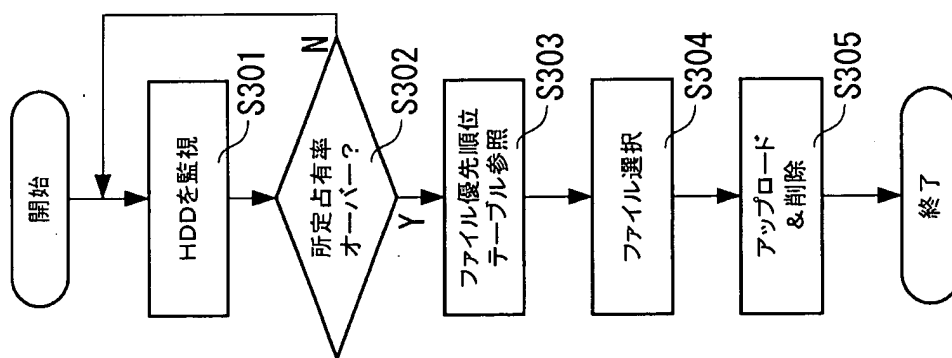 開始
HDDを監視
S301
所定占有率
オーバー?
S302
N
Y
ファイル優先順位
テーブル参照
S303
ファイル選択
S304
アップロード
&削除
S305
終了